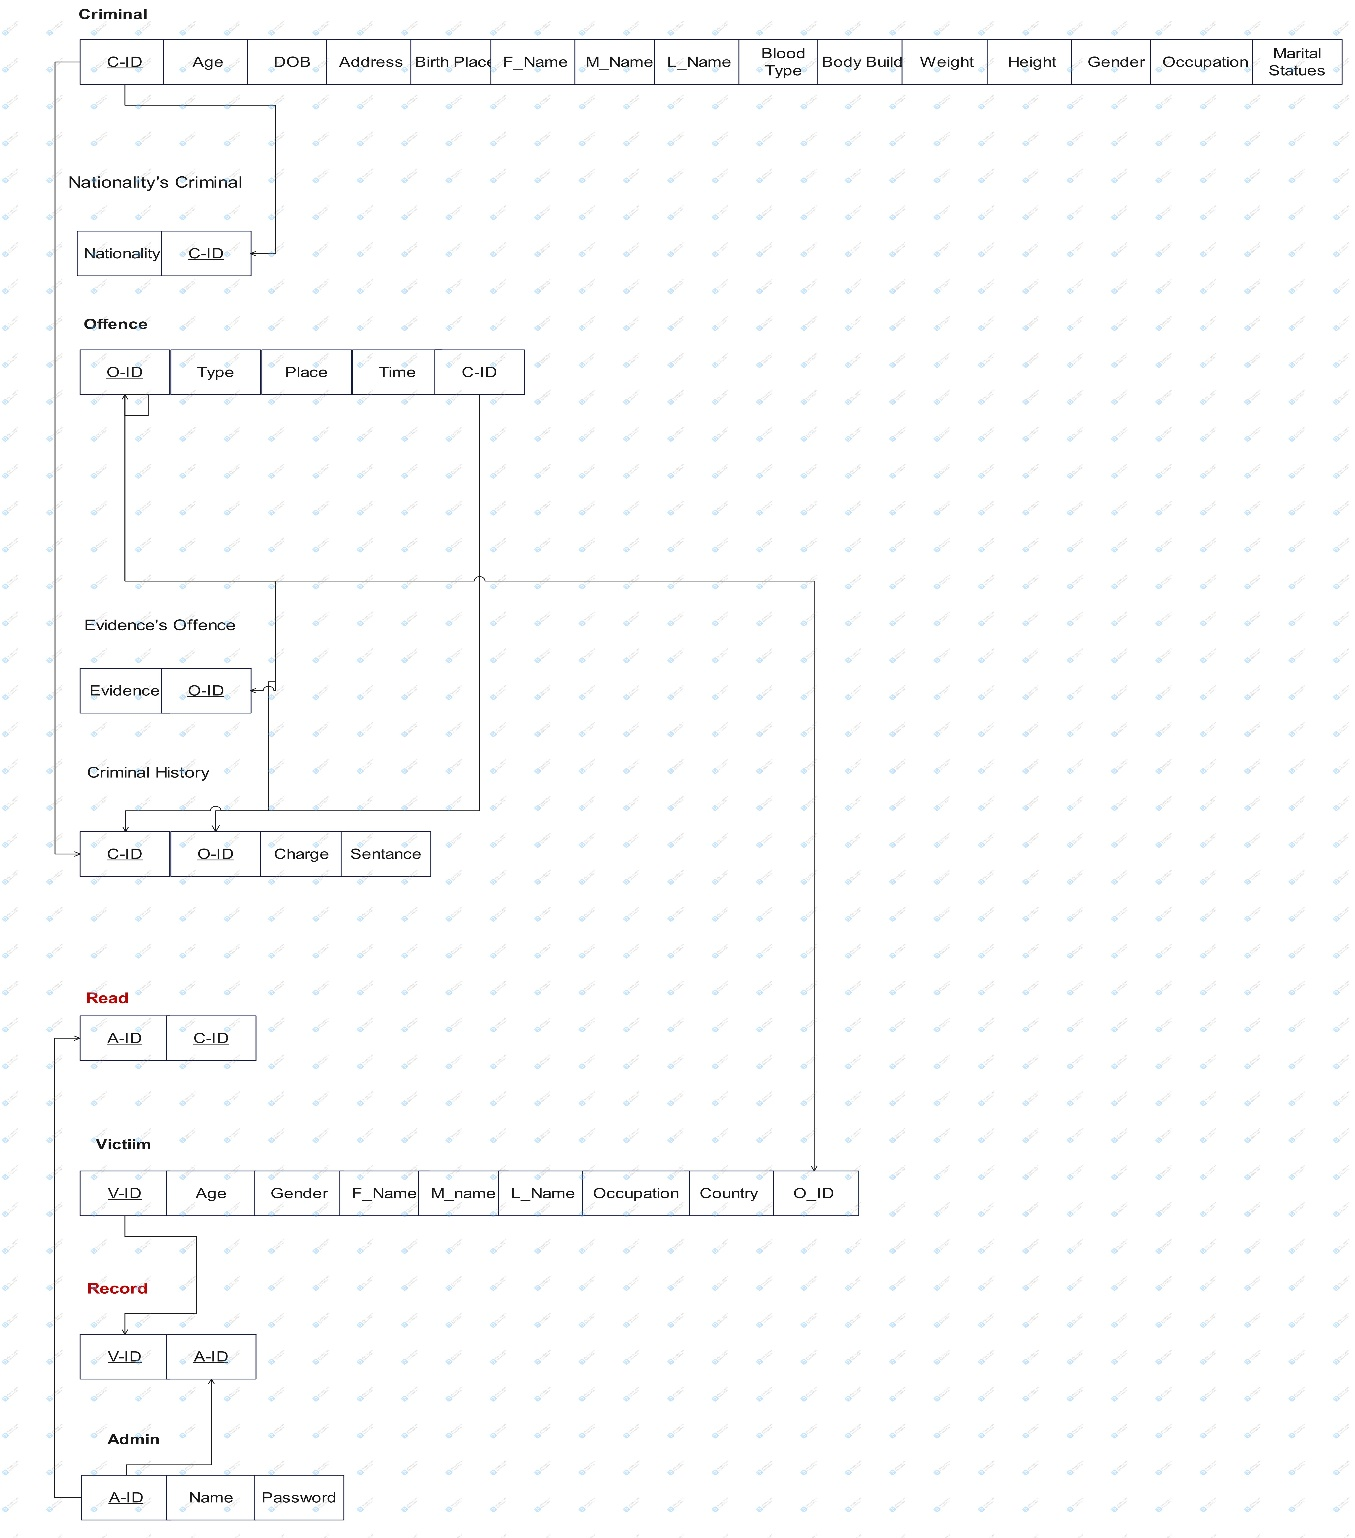 Criminal
C-ID Age DOB Address Birth Place F_Name M_Name L_Name Blood Type Body Build Weight Height Gender Occupation Marital Statues
Nationality's Criminal
Nationality C-ID
Offence
O-ID Type Place Time C-ID
Evidence's Offence
Evidence O-ID
Criminal History
C-ID O-ID Charge Sentance
Read
A-ID C-ID
Victiim
V-ID Age Gender F_Name M_name L_Name Occupation Country O_ID
Record
V-ID A-ID
Admin
A-ID Name Password